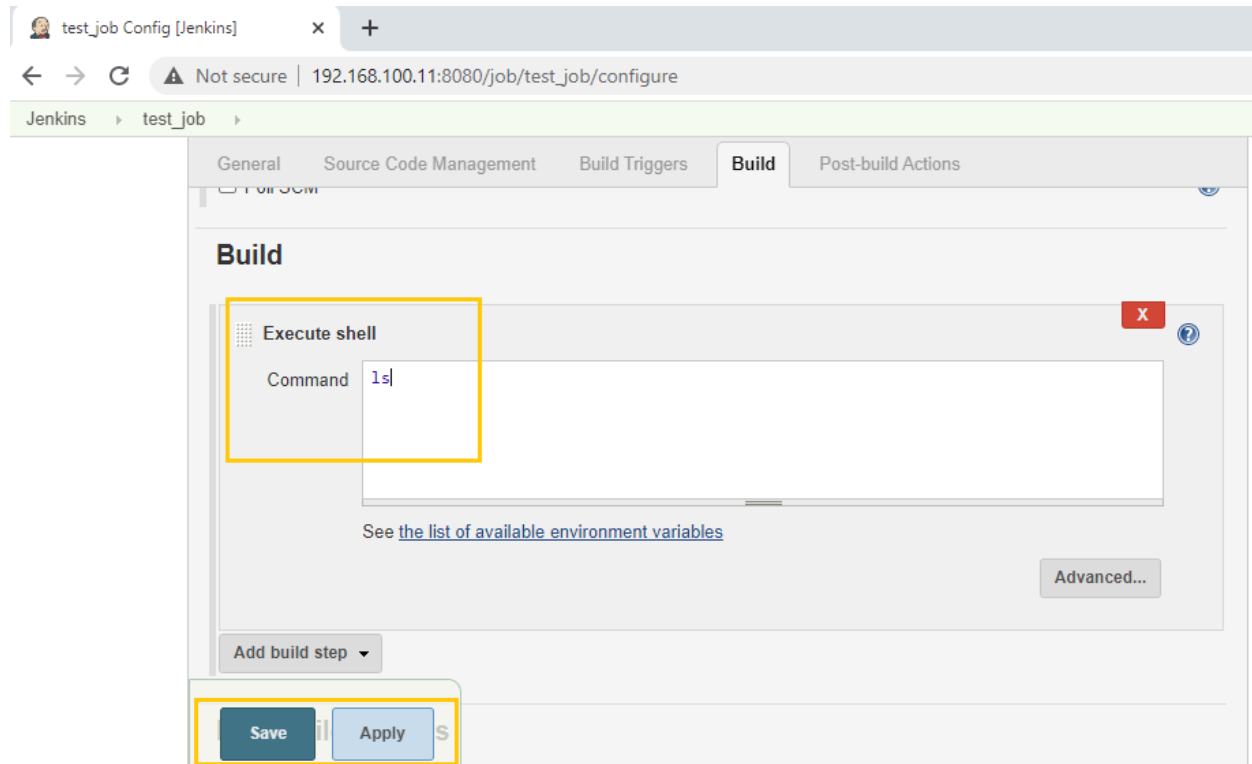 test_job Config [Jenkins]
Not secure | 192.168.100.11:8080/job/test_job/configure
Jenkins test_job
General Source Code Management Build Triggers Build Post-build Actions
Poll SCM
Build
Execute shell
X
Command ls
See the list of available environment variables
Advanced...
Add build step
Save Apply